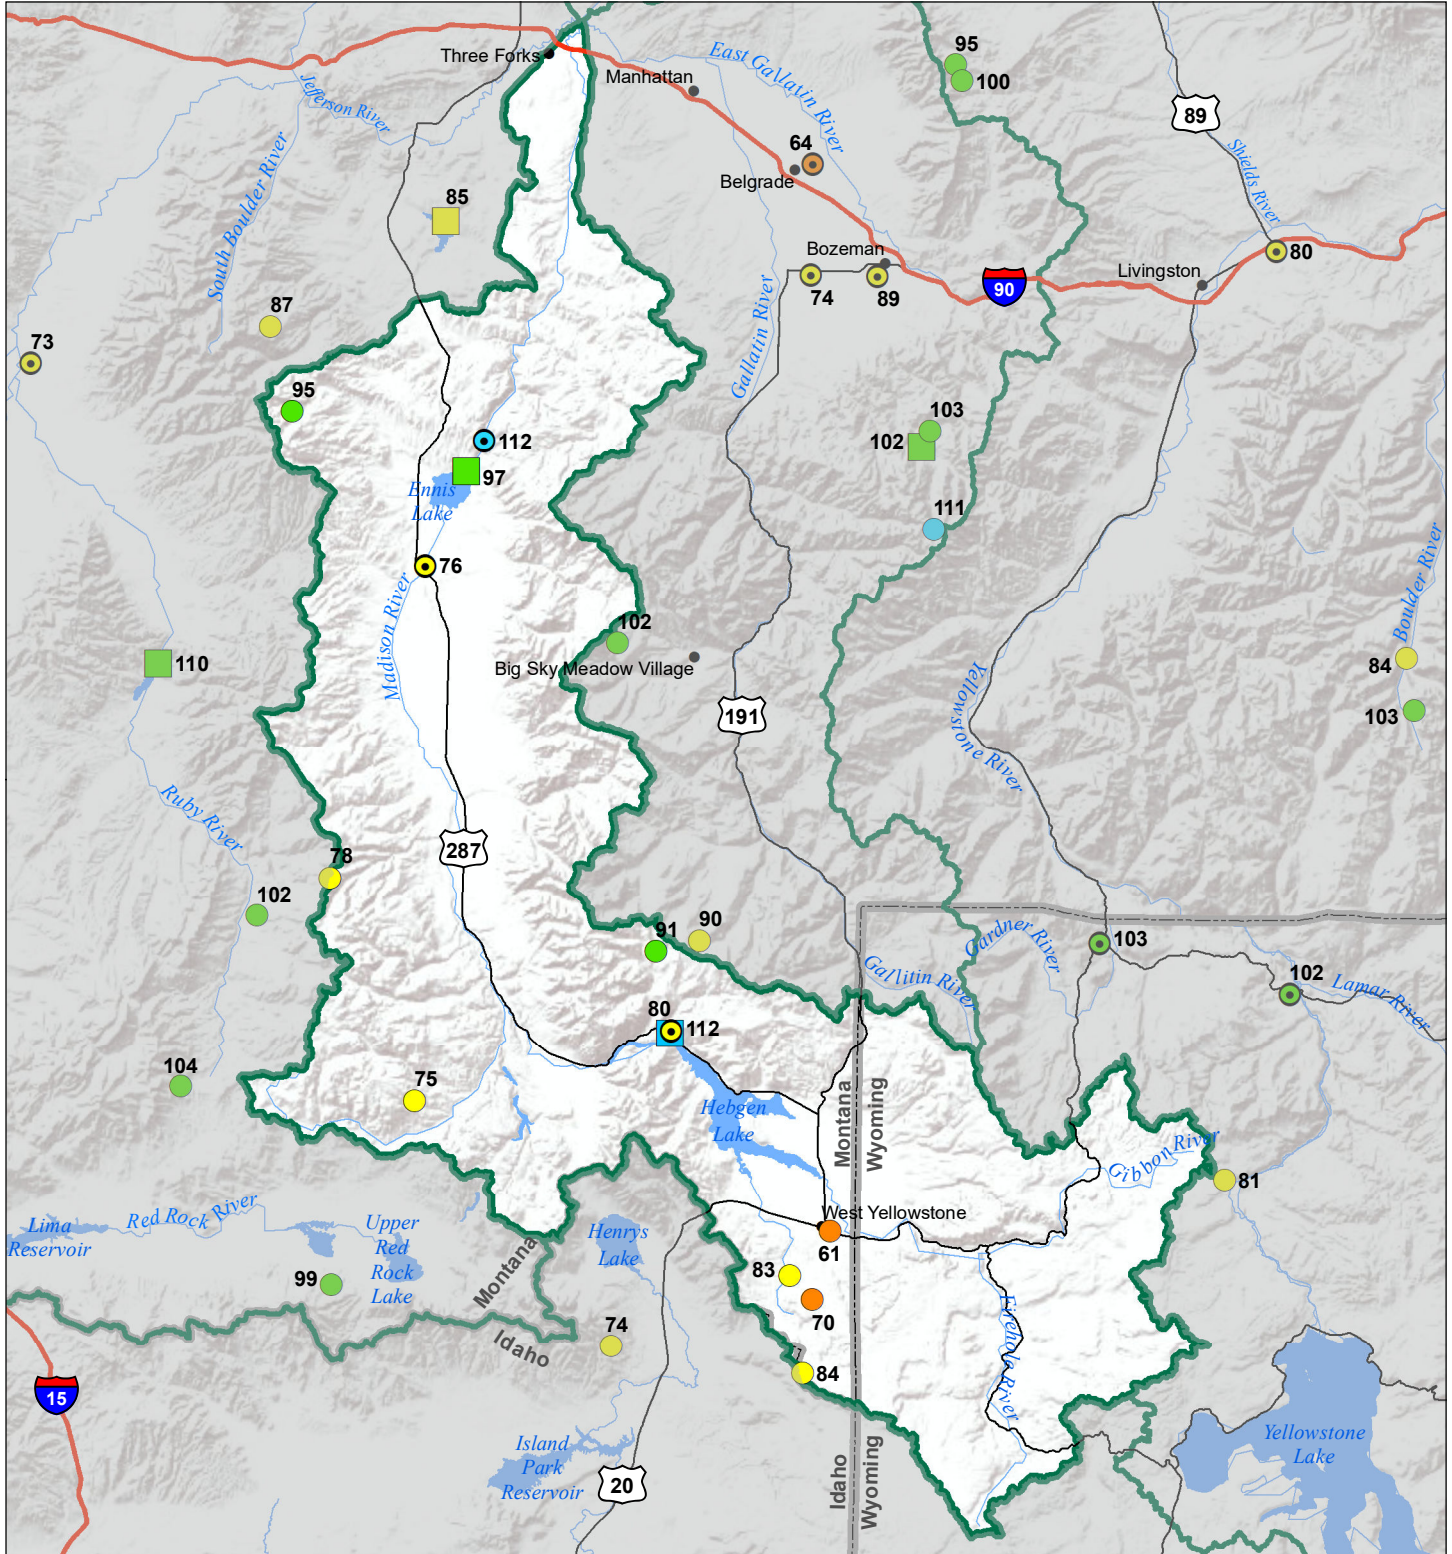 Three Forks
Manhattan
East Gallatin River
95
100
89
Jefferson River
64
Belgrade
Shields River
South Boulder River
85
Bozeman
80
Livingston
74
89
90
87
Gallatin River
73
95
103
102
112
97
Ennis
Lake
111
76
Boulder River
Madison River
102
Big Sky Meadow Village
110
84
103
191
Yellowstone River
Ruby River
287
78
102
91
90
Gardner River
103
Gallitin River
102
Lamar River
80
112
104
75
Hebgen
Lake
Montana
Wyoming
Gibbon River
81
Lima
Reservoir
Red Rock River
Upper
Red
Rock
Lake
Henrys
Lake
West Yellowstone
61
Montana
Idaho
99
83
70
74
Firehole River
84
15
Island
Park
Reservoir
20
Idaho
Wyoming
Yellowstone
Lake